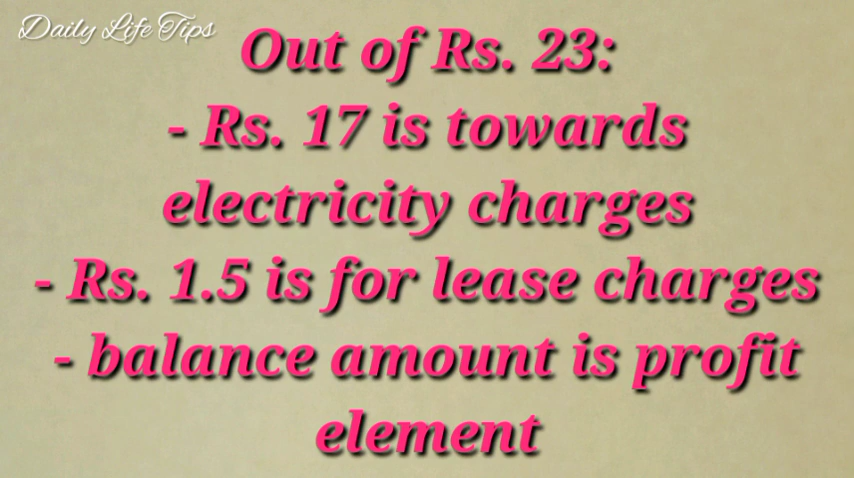 Daily Life Tips
Out of Rs. 23:
- Rs. 17 is towards
electricity charges
- Rs. 1.5 is for lease charges
- balance amount is profit
element